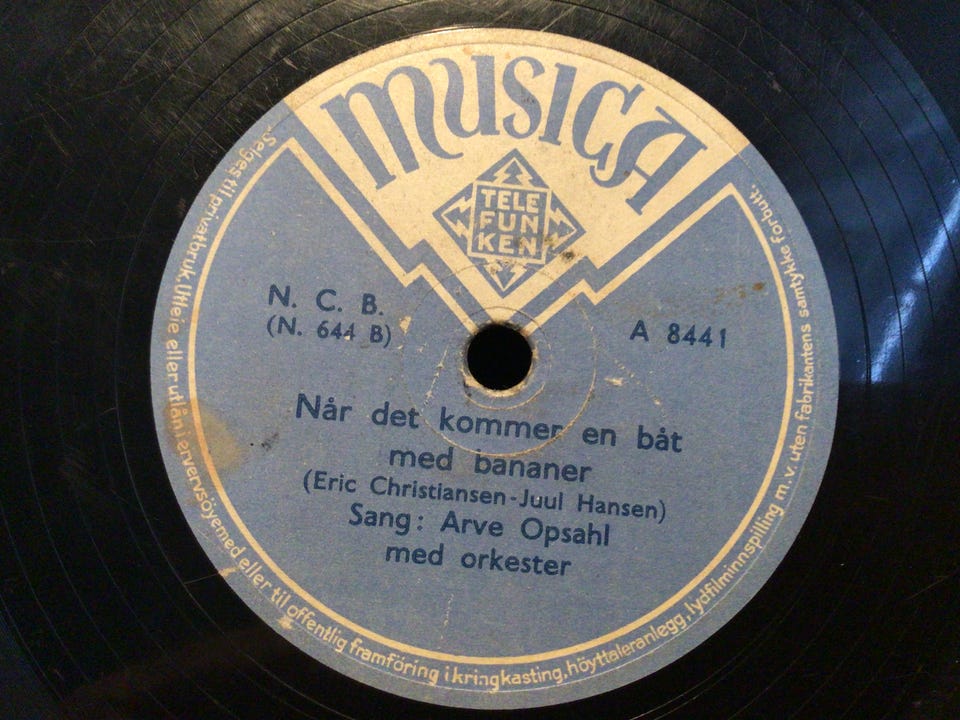 MUSICA
TELE
FUN
KEN
N. C. B.
(N. 644 B)
A 8441
Når det kommer en båt
med bananer
(Eric Christiansen-Juul Hansen)
Sang: Arve Opsahl
med orkester
Selges til privatbruk. Utleie eller utlån i ervervsöyemed eller til offentlig framföring i kringkasting, höyttaleranlegg, lydfilminnspilling m. v. uten fabrikantens samtykke forbutt.